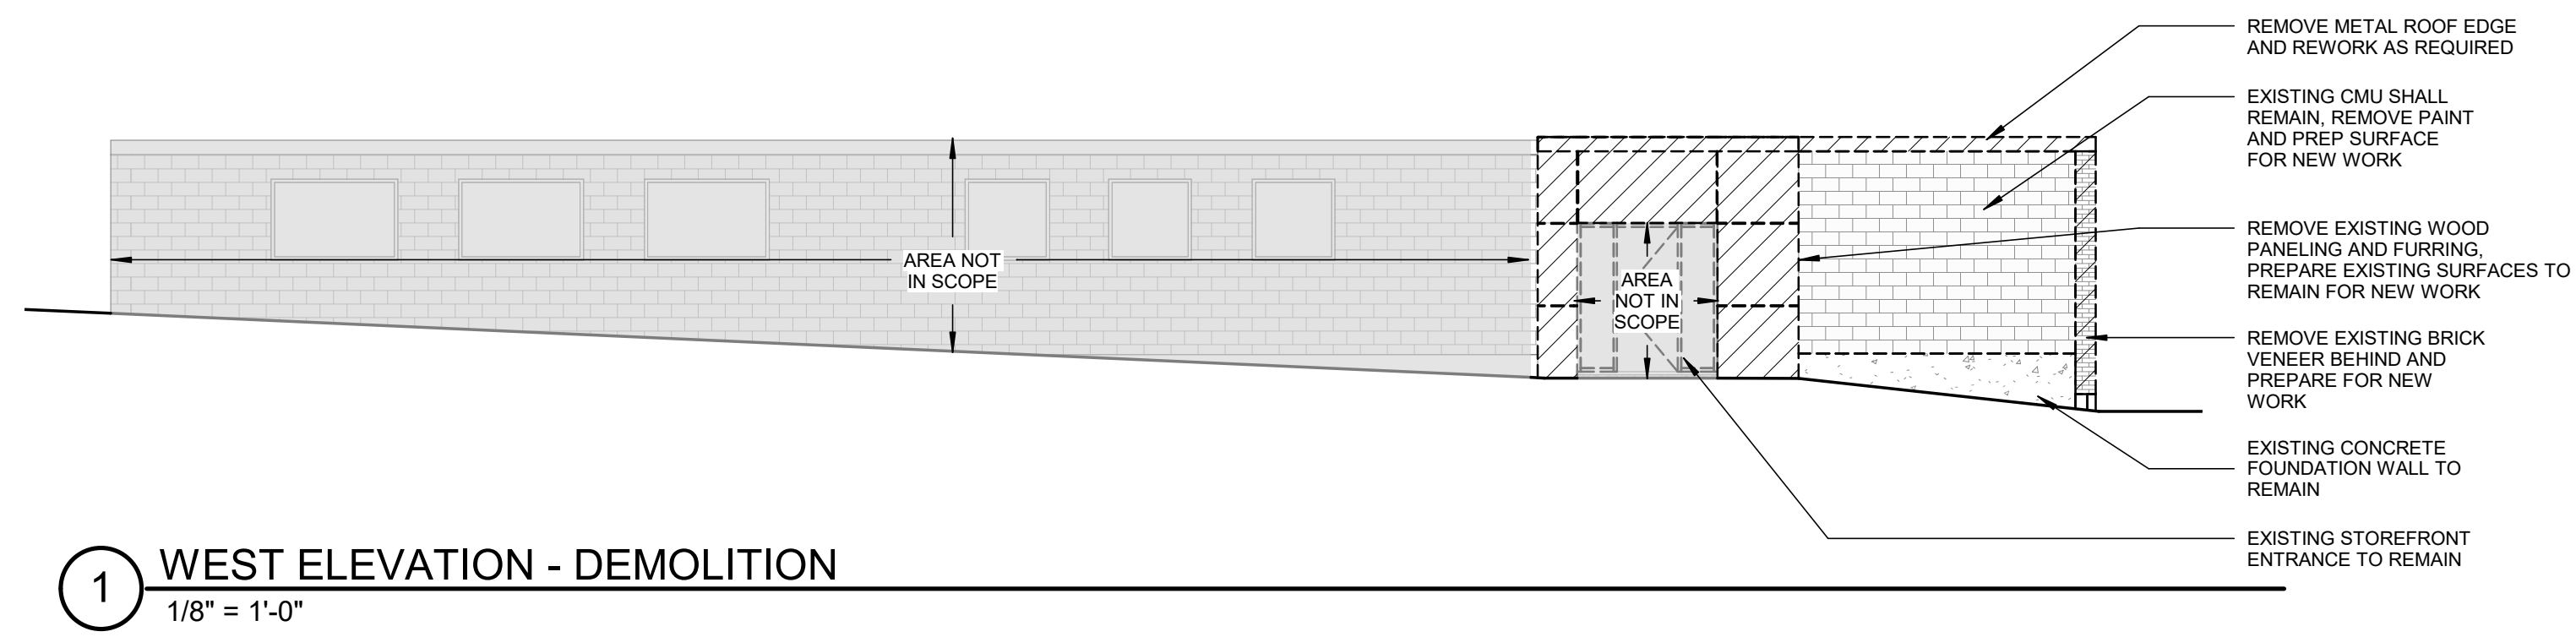 REMOVE METAL ROOF EDGE
AND REWORK AS REQUIRED
EXISTING CMU SHALL
REMAIN, REMOVE PAINT
AND PREP SURFACE
FOR NEW WORK
REMOVE EXISTING WOOD
PANELING AND FURRING,
PREPARE EXISTING SURFACES TO
REMAIN FOR NEW WORK
REMOVE EXISTING BRICK
VENEER BEHIND AND
PREPARE FOR NEW
WORK
EXISTING CONCRETE
FOUNDATION WALL TO
REMAIN
EXISTING STOREFRONT
ENTRANCE TO REMAIN
AREA NOT
IN SCOPE
AREA
NOT IN
SCOPE
1
WEST ELEVATION - DEMOLITION
1/8" = 1'-0"